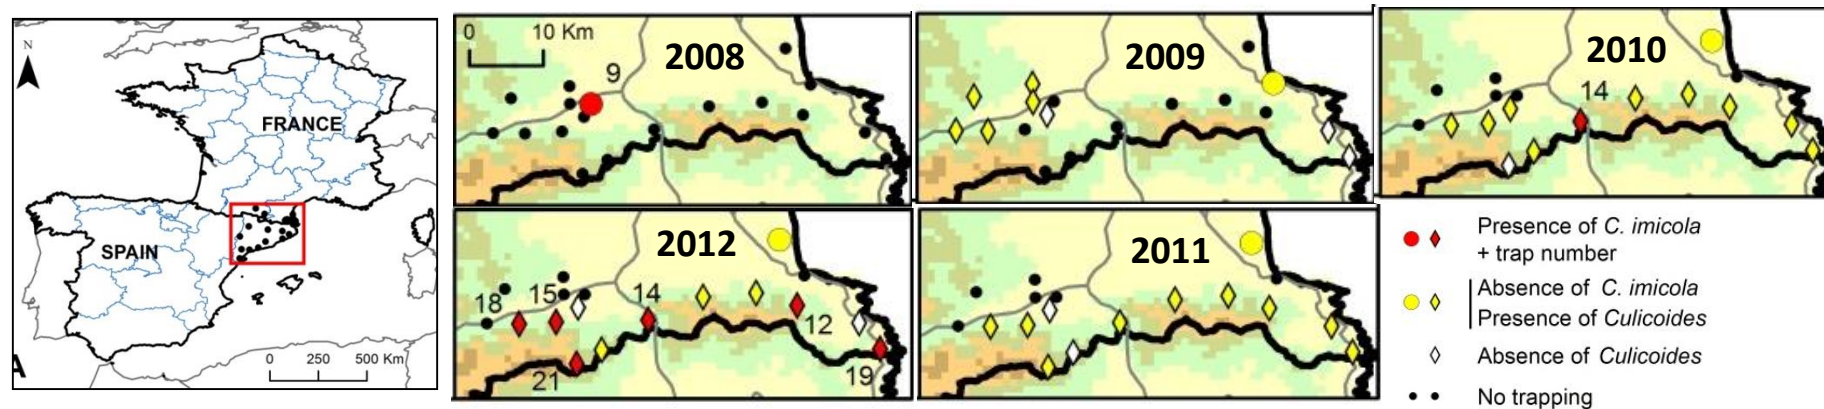 N
FRANCE
SPAIN
A
0 250 500 Km
0 10 Km
2008
9
2009
2010
14
2012
18
15
14
12
21
19
2011
Presence of C. imicola
+ trap number
Absence of C. imicola
Presence of Culicoides
Absence of Culicoides
No trapping